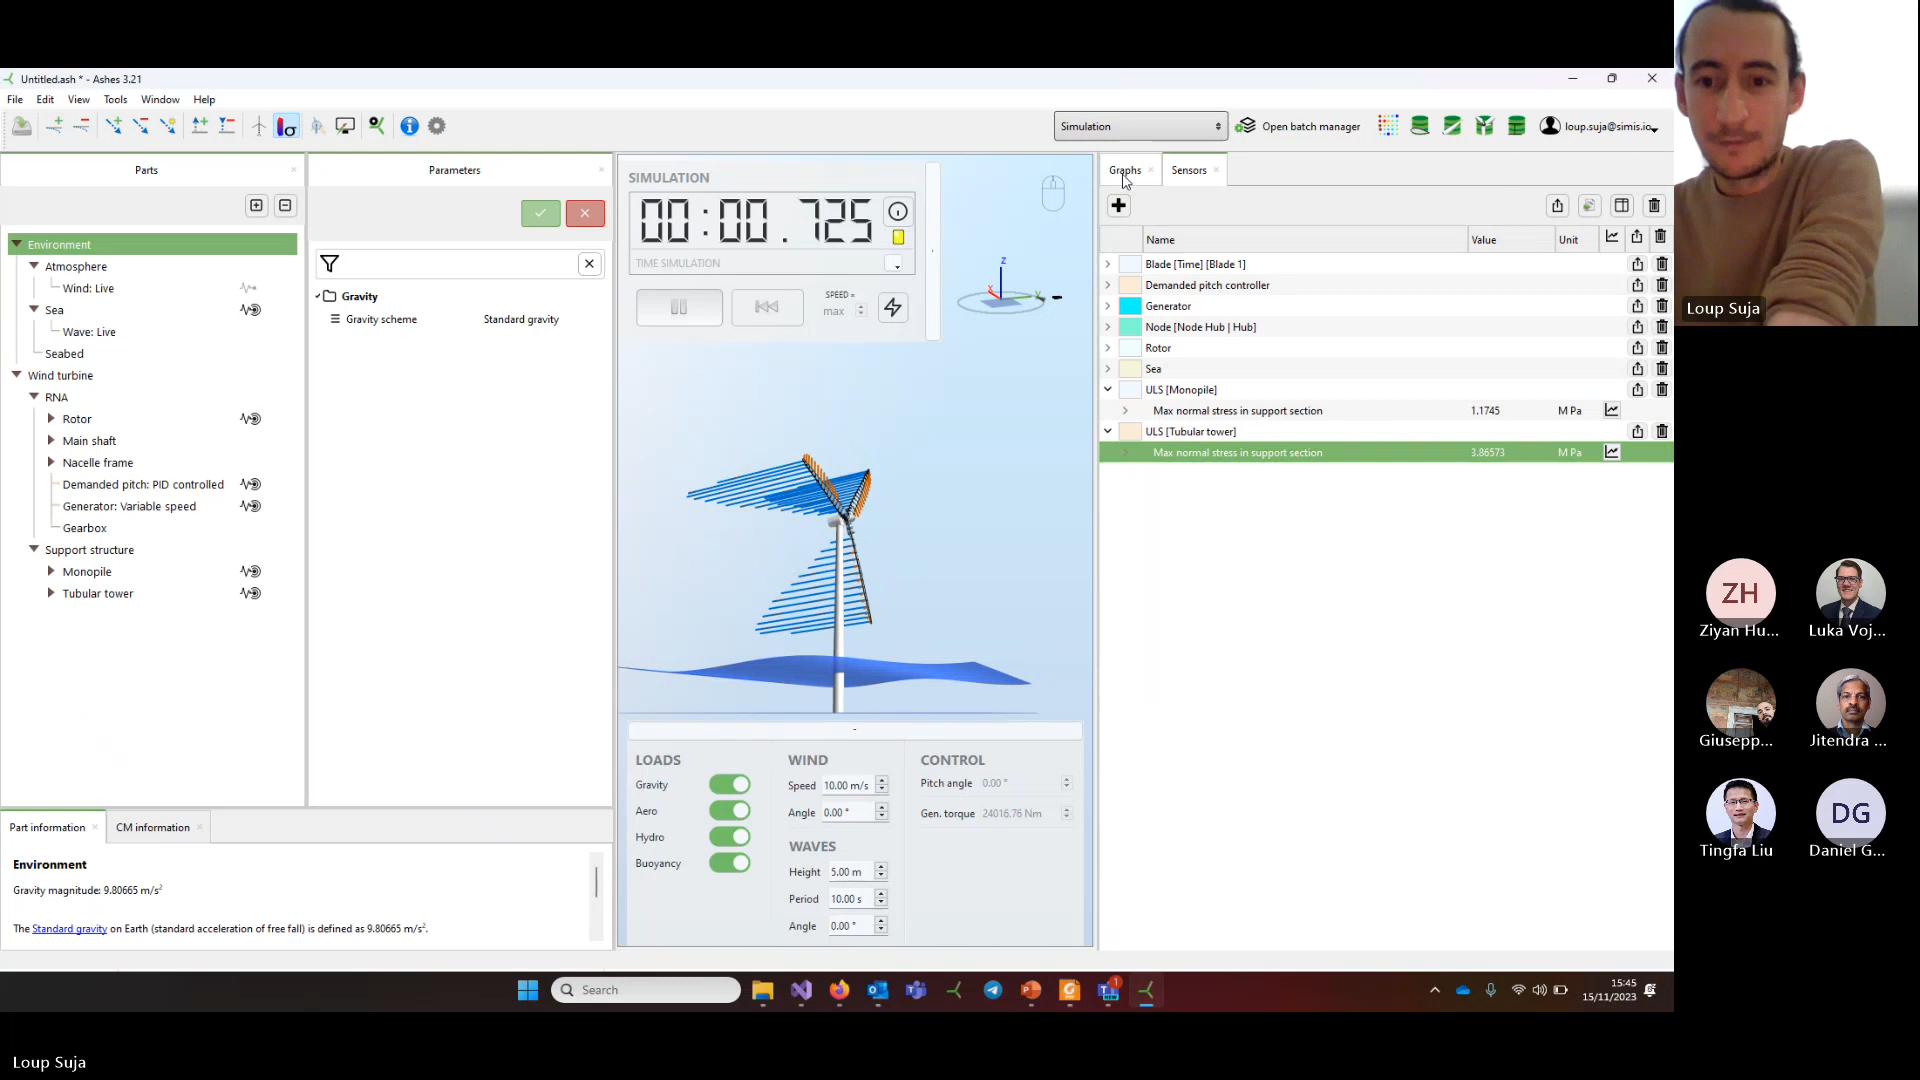 Untitled.ash * - Ashes 3.21
File Edit View Tools Window Help
Simulation
Open batch manager
loup.suja@simis.io
Parts
Parameters
Graphs
Sensors
Environment
Atmosphere
Wind: Live
Sea
Wave: Live
Seabed
Wind turbine
RNA
Rotor
Main shaft
Nacelle frame
Demanded pitch: PID controlled
Generator: Variable speed
Gearbox
Support structure
Monopile
Tubular tower
Gravity
Gravity scheme Standard gravity
SIMULATION
00:00.725
TIME SIMULATION
SPEED =
max
z
x
y
Name Value Unit
Blade [Time] [Blade 1]
Demanded pitch controller
Generator
Node [Node Hub | Hub]
Rotor
Sea
ULS [Monopile]
Max normal stress in support section 1.1745 M Pa
ULS [Tubular tower]
Max normal stress in support section 3.86573 M Pa
LOADS
Gravity
Aero
Hydro
Buoyancy
WIND
Speed 10.00 m/s
Angle 0.00 °
WAVES
Height 5.00 m
Period 10.00 s
Angle 0.00 °
CONTROL
Pitch angle 0.00 °
Gen. torque 24016.76 Nm
Part information
CM information
Environment
Gravity magnitude: 9.80665 m/s²
The Standard gravity on Earth (standard acceleration of free fall) is defined as 9.80665 m/s².
Search
1
15:45
15/11/2023
Loup Suja
ZH
Ziyan Hu...
Luka Voj...
Giusepp...
Jitendra ...
Tingfa Liu
DG
Daniel G...
Loup Suja